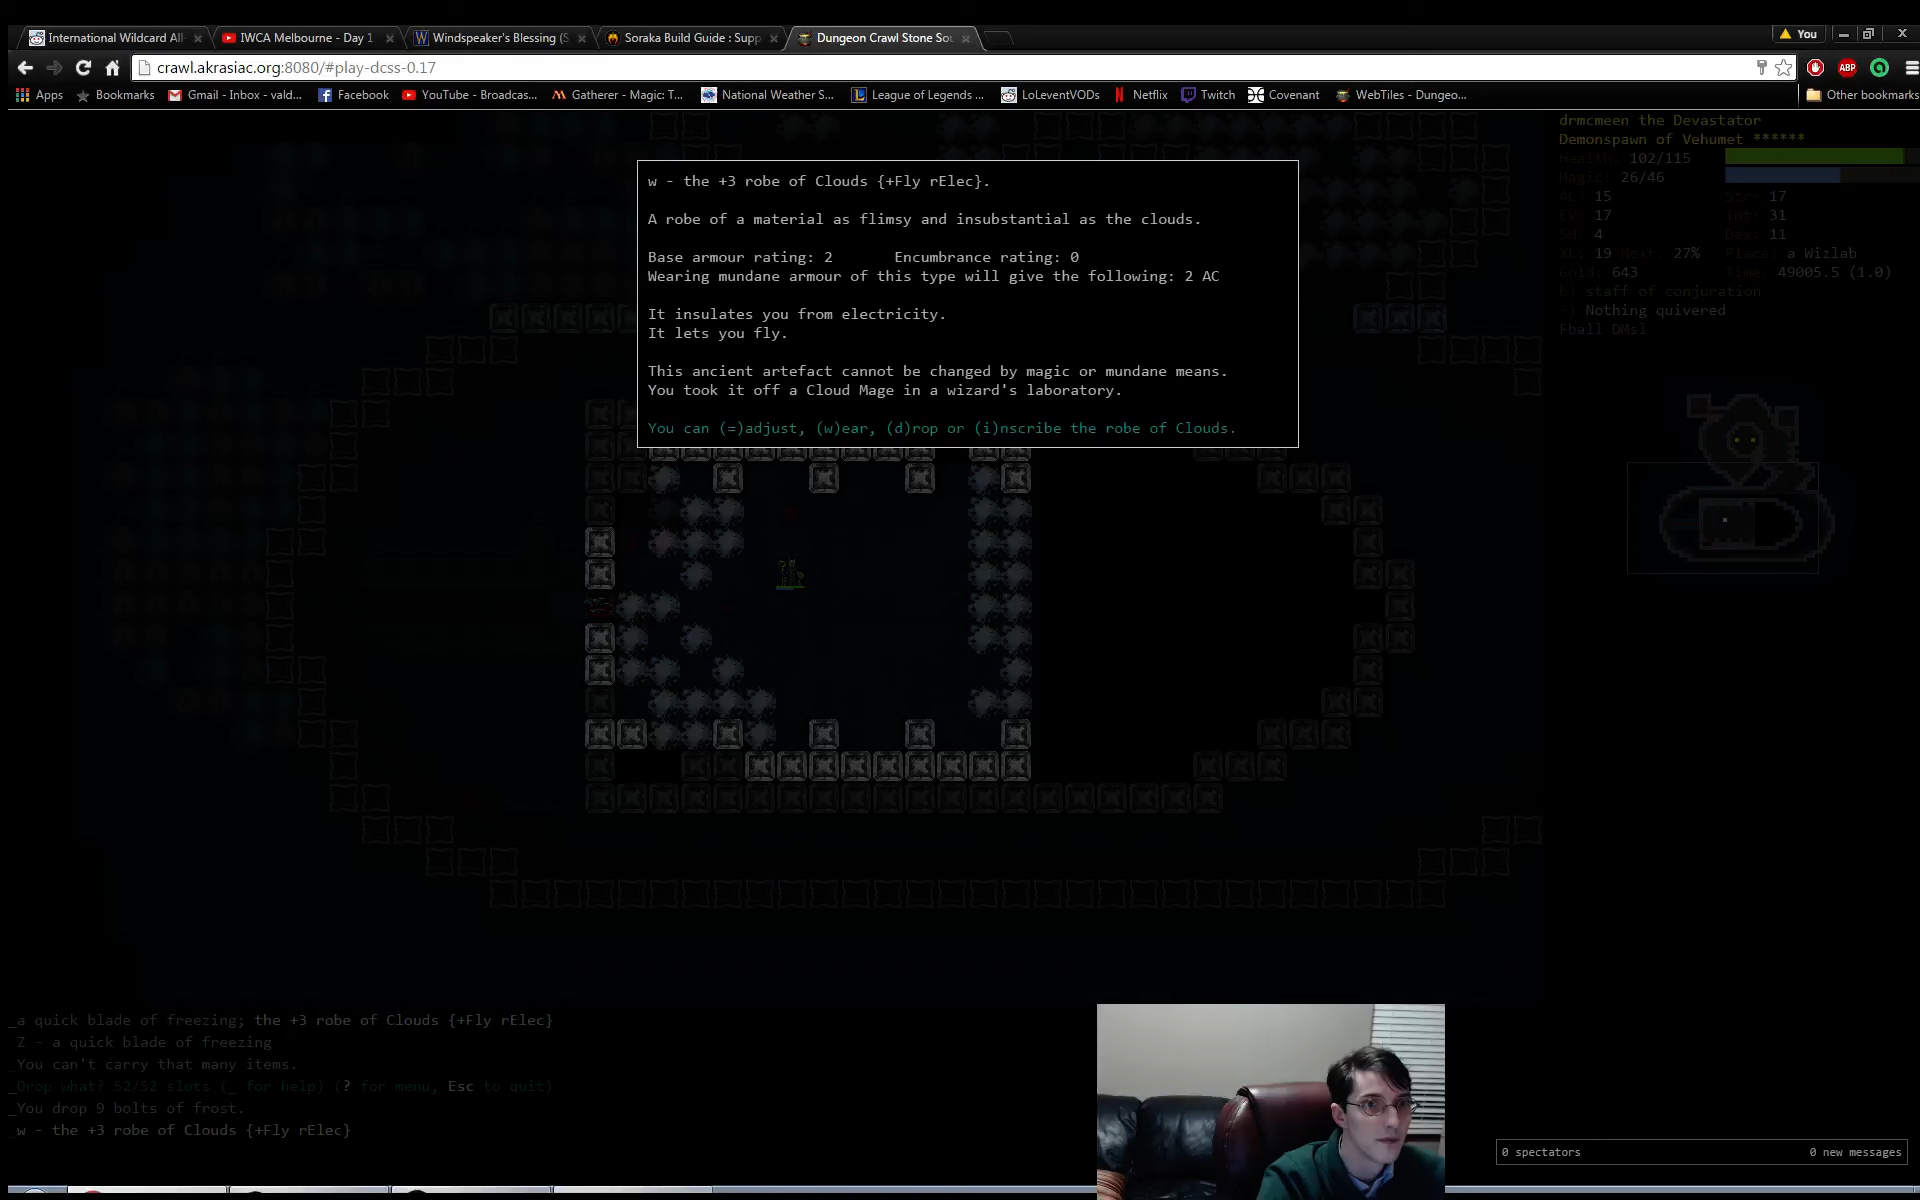 International Wildcard All
IWCA Melbourne - Day 1
Windspeaker's Blessing (S
Soraka Build Guide : Supp
Dungeon Crawl Stone Sou
You
crawl.akrasiac.org:8080/#play-dcss-0.17
ABP
Apps
Bookmarks
Gmail - Inbox - vald...
Facebook
YouTube - Broadcas...
Gatherer - Magic: T...
National Weather S...
League of Legends ...
LoLeventVODs
Netflix
Twitch
Covenant
WebTiles - Dungeo...
Other bookmarks
drmcmeen the Devastator
Demonspawn of Vehumet ******
Health: 102/115
Magic: 26/46
AC: 15 Str: 17
EV: 17 Int: 31
SH: 4 Dex: 11
XL: 19 Next: 27% Place: a Wizlab
Gold: 643 Time: 49005.5 (1.0)
b) staff of conjuration
-) Nothing quivered
Fball DMsl
w - the +3 robe of Clouds {+Fly rElec}.
A robe of a material as flimsy and insubstantial as the clouds.
Base armour rating: 2 Encumbrance rating: 0
Wearing mundane armour of this type will give the following: 2 AC
It insulates you from electricity.
It lets you fly.
This ancient artefact cannot be changed by magic or mundane means.
You took it off a Cloud Mage in a wizard's laboratory.
You can (=)adjust, (w)ear, (d)rop or (i)nscribe the robe of Clouds.
_a quick blade of freezing; the +3 robe of Clouds {+Fly rElec}
Z - a quick blade of freezing
_You can't carry that many items.
_Drop what? 52/52 slots (_ for help) (? for menu, Esc to quit)
_You drop 9 bolts of frost.
w - the +3 robe of Clouds {+Fly rElec}
0 spectators
0 new messages